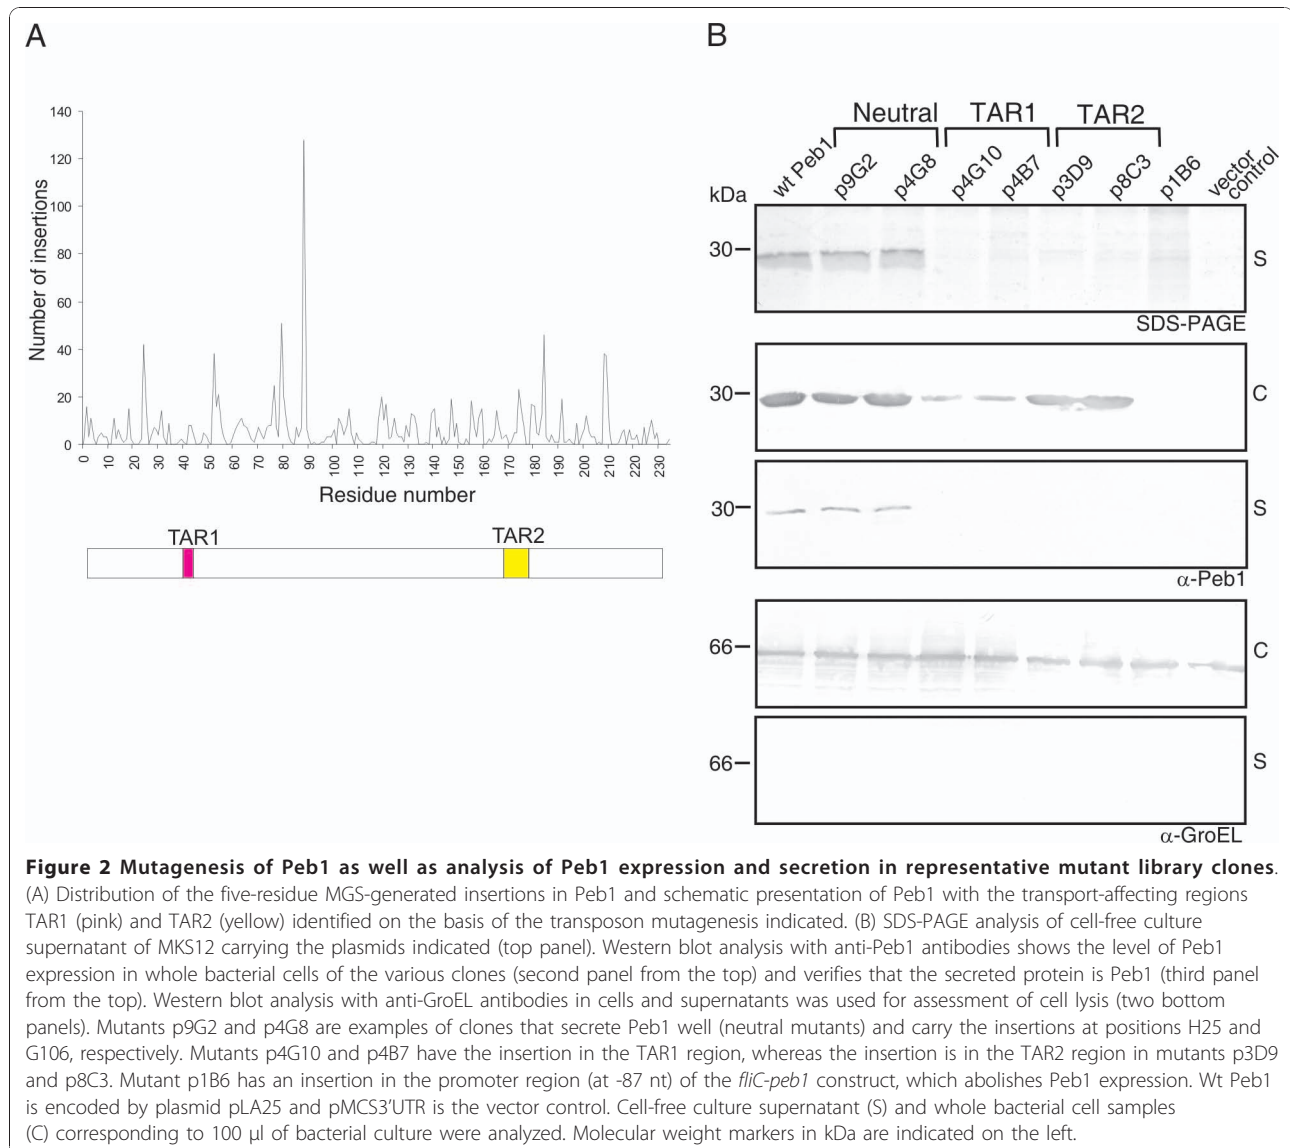 A
B
140
120
100
80
60
40
20
0
Number of insertions
0 10 20 30 40 50 60 70 80 90 100 110 120 130 140 150 160 170 180 190 200 210 220 230
Residue number
TAR1 TAR2
Neutral TAR1 TAR2
wt Peb1 p9G2 p4G8 p4G10 p4B7 p3D9 p8C3 p1B6 vector control
kDa
30 S
SDS-PAGE
30 C
30 S
α-Peb1
66 C
66 S
α-GroEL
Figure 2 Mutagenesis of Peb1 as well as analysis of Peb1 expression and secretion in representative mutant library clones.
(A) Distribution of the five-residue MGS-generated insertions in Peb1 and schematic presentation of Peb1 with the transport-affecting regions
TAR1 (pink) and TAR2 (yellow) identified on the basis of the transposon mutagenesis indicated. (B) SDS-PAGE analysis of cell-free culture
supernatant of MKS12 carrying the plasmids indicated (top panel). Western blot analysis with anti-Peb1 antibodies shows the level of Peb1
expression in whole bacterial cells of the various clones (second panel from the top) and verifies that the secreted protein is Peb1 (third panel
from the top). Western blot analysis with anti-GroEL antibodies in cells and supernatants was used for assessment of cell lysis (two bottom
panels). Mutants p9G2 and p4G8 are examples of clones that secrete Peb1 well (neutral mutants) and carry the insertions at positions H25 and
G106, respectively. Mutants p4G10 and p4B7 have the insertion in the TAR1 region, whereas the insertion is in the TAR2 region in mutants p3D9
and p8C3. Mutant p1B6 has an insertion in the promoter region (at -87 nt) of the fliC-peb1 construct, which abolishes Peb1 expression. Wt Peb1
is encoded by plasmid pLA25 and pMCS3’UTR is the vector control. Cell-free culture supernatant (S) and whole bacterial cell samples
(C) corresponding to 100 μl of bacterial culture were analyzed. Molecular weight markers in kDa are indicated on the left.